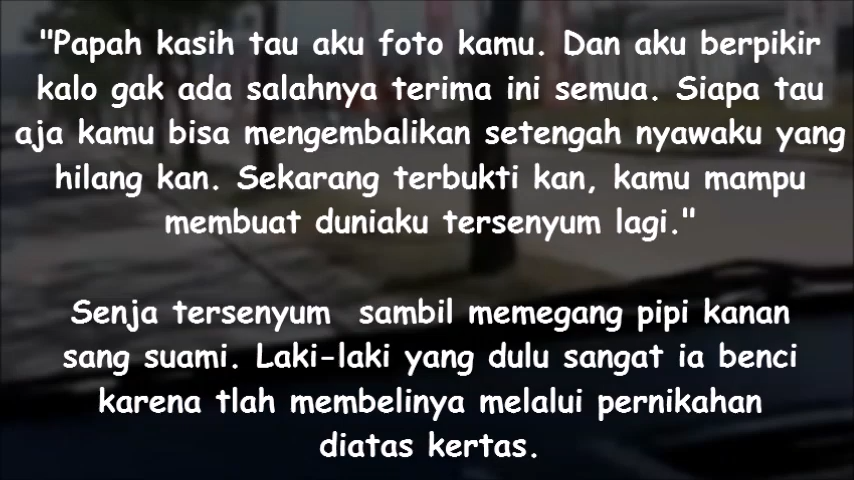 "Papah kasih tau aku foto kamu. Dan aku berpikir
kalo gak ada salahnya terima ini semua. Siapa tau
aja kamu bisa mengembalikan setengah nyawaku yang
hilang kan. Sekarang terbukti kan, kamu mampu
membuat duniaku tersenyum lagi."
Senja tersenyum  sambil memegang pipi kanan
sang suami. Laki-laki yang dulu sangat ia benci
karena tlah membelinya melalui pernikahan
diatas kertas.